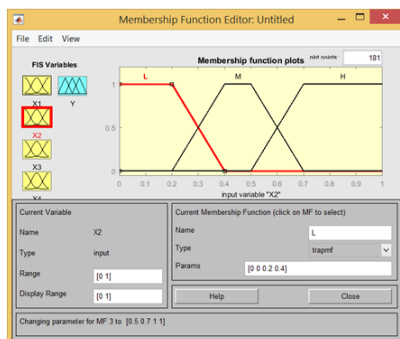 Membership Function Editor: Untitled
File Edit View
FIS Variables
Membership function plots plot points: 181
X1 Y
X2
X3
X4
L M H
1
0.5
0
0 0.1 0.2 0.3 0.4 0.5 0.6 0.7 0.8 0.9 1
input variable "X2"
Current Variable
Name X2
Type input
Range [0 1]
Display Range [0 1]
Current Membership Function (click on MF to select)
Name L
Type trapmf
Params [0 0 0.2 0.4]
Help Close
Changing parameter for MF 3 to [0.5 0.7 1 1]